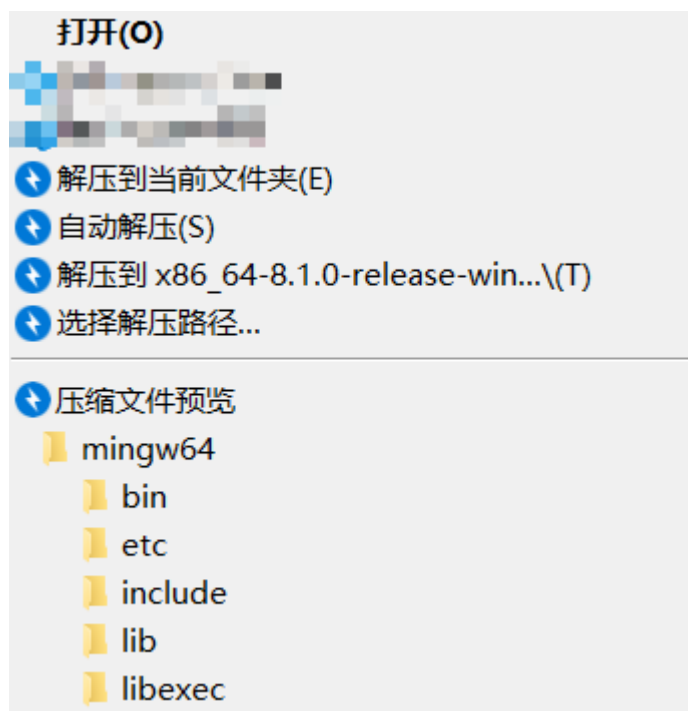 打开(O)
解压到当前文件夹(E)
自动解压(S)
解压到 x86_64-8.1.0-release-win...\(T)
选择解压路径...
压缩文件预览
mingw64
bin
etc
include
lib
libexec